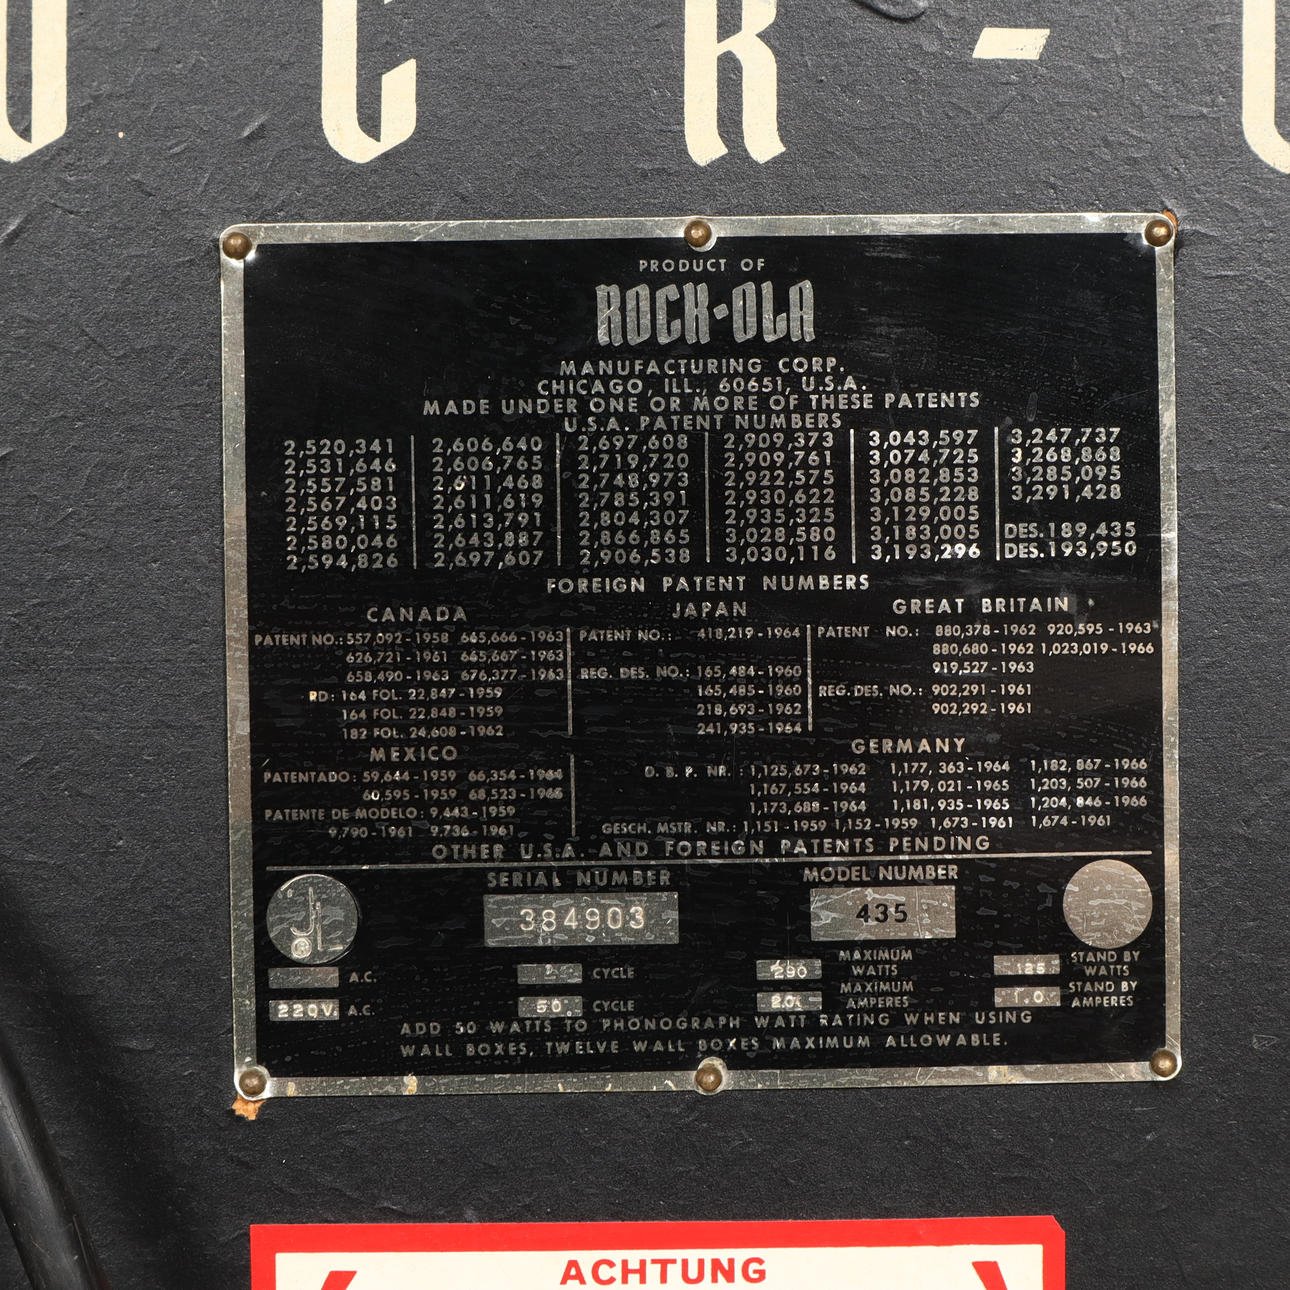 OCK-O
PRODUCT OF
ROCK-OLA
MANUFACTURING CORP.
CHICAGO, ILL., 60651, U.S.A.
MADE UNDER ONE OR MORE OF THESE PATENTS
U.S.A. PATENT NUMBERS
2,520,341 2,606,640 2,697,608 2,909,373 3,043,597 3,247,737
2,531,646 2,606,765 2,719,720 2,909,761 3,074,725 3,268,868
2,557,581 2,611,468 2,748,973 2,922,575 3,082,853 3,285,095
2,567,403 2,611,619 2,785,391 2,930,622 3,085,228 3,291,428
2,569,115 2,613,791 2,804,307 2,935,325 3,129,005
2,580,046 2,643,887 2,866,865 3,028,580 3,183,005 DES.189,435
2,594,826 2,697,607 2,906,538 3,030,116 3,193,296 DES.193,950
FOREIGN PATENT NUMBERS
CANADA JAPAN GREAT BRITAIN
PATENT NO.: 557,092-1958 665,666-1963 PATENT NO.: 418,219-1964 PATENT NO.: 880,378-1962 920,595-1963
626,721-1961 665,667-1963 880,680-1962 1,023,019-1966
658,490-1963 676,377-1963 REG. DES. NO.: 165,484-1960 919,527-1963
RD: 164 FOL. 22,847-1959 165,485-1960 REG. DES. NO.: 902,291-1961
164 FOL. 22,848-1959 218,693-1962 902,292-1961
182 FOL. 24,608-1962 241,935-1964
MEXICO GERMANY
PATENTADO: 59,644-1959 66,354-1964 D.B.P. NR.: 1,125,673-1962 1,177,363-1964 1,182,867-1966
60,595-1959 68,523-1966 1,167,554-1964 1,179,021-1965 1,203,507-1966
PATENTE DE MODELO: 9,443-1959 1,173,688-1964 1,181,935-1965 1,204,846-1966
9,790-1961 9,736-1961 GESCH. MSTR. NR.: 1,151-1959 1,152-1959 1,673-1961 1,674-1961
OTHER U.S.A. AND FOREIGN PATENTS PENDING
SERIAL NUMBER MODEL NUMBER
384903 435
A.C. CYCLE 290 MAXIMUM WATTS 125 STAND BY WATTS
220V. A.C. 50 CYCLE 2.0 MAXIMUM AMPERES 1.0 STAND BY AMPERES
ADD 50 WATTS TO PHONOGRAPH WATT RATING WHEN USING
WALL BOXES, TWELVE WALL BOXES MAXIMUM ALLOWABLE.
ACHTUNG